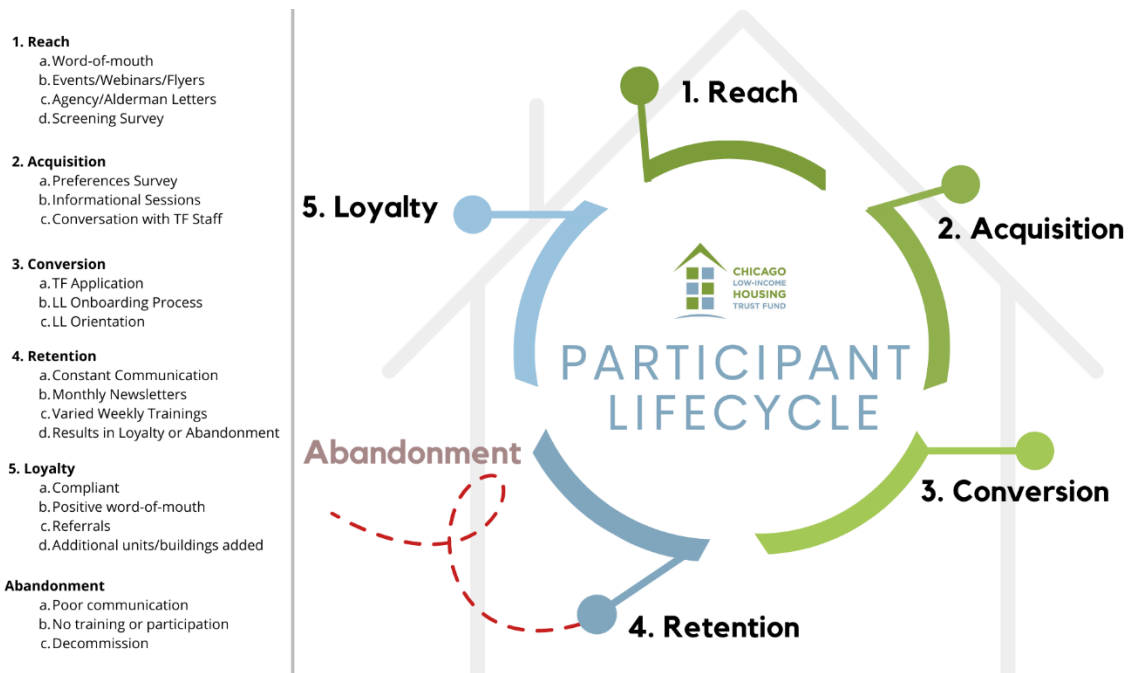 1. Reach
a. Word-of-mouth
b. Events/Webinars/Flyers
c. Agency/Alderman Letters
d. Screening Survey
2. Acquisition
a. Preferences Survey
b. Informational Sessions
c. Conversation with TF Staff
3. Conversion
a. TF Application
b. LL Onboarding Process
c. LL Orientation
4. Retention
a. Constant Communication
b. Monthly Newsletters
c. Varied Weekly Trainings
d. Results in Loyalty or Abandonment
5. Loyalty
a. Compliant
b. Positive word-of-mouth
c. Referrals
d. Additional units/buildings added
Abandonment
a. Poor communication
b. No training or participation
c. Decommission
1. Reach
2. Acquisition
3. Conversion
4. Retention
5. Loyalty
Abandonment
CHICAGO
LOW-INCOME
HOUSING
TRUST FUND
PARTICIPANT
LIFECYCLE